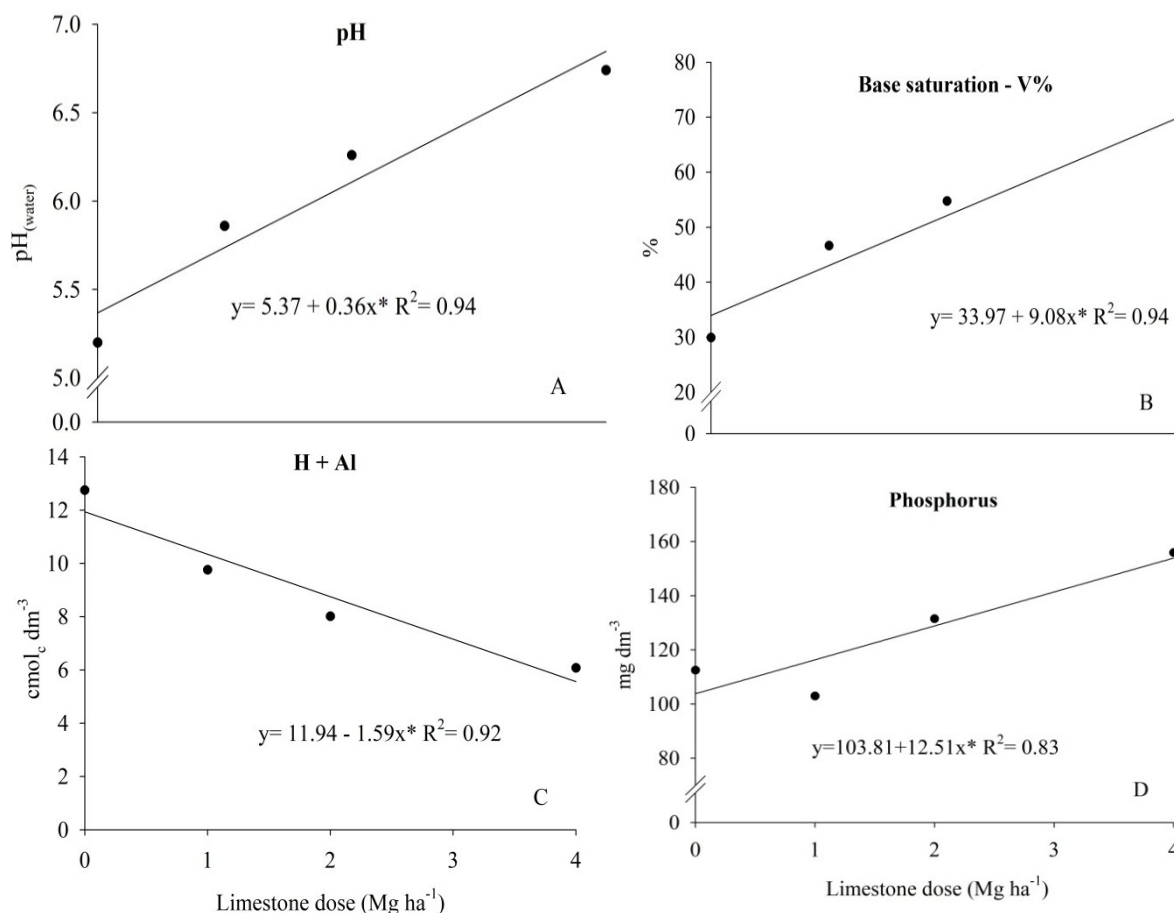 pH
7.0
6.5
6.0
5.5
5.0
0.0
pH(water)
y= 5.37 + 0.36x* R²= 0.94
A
Base saturation - V%
80
70
60
50
40
30
20
0
%
y= 33.97 + 9.08x* R²= 0.94
B
H + Al
14
12
10
8
6
4
2
0
cmolc dm⁻³
y= 11.94 - 1.59x* R²= 0.92
C
0 1 2 3 4
Limestone dose (Mg ha⁻¹)
Phosphorus
180
160
140
120
100
80
0
mg dm⁻³
y=103.81+12.51x* R²= 0.83
D
0 1 2 3 4
Limestone dose (Mg ha⁻¹)